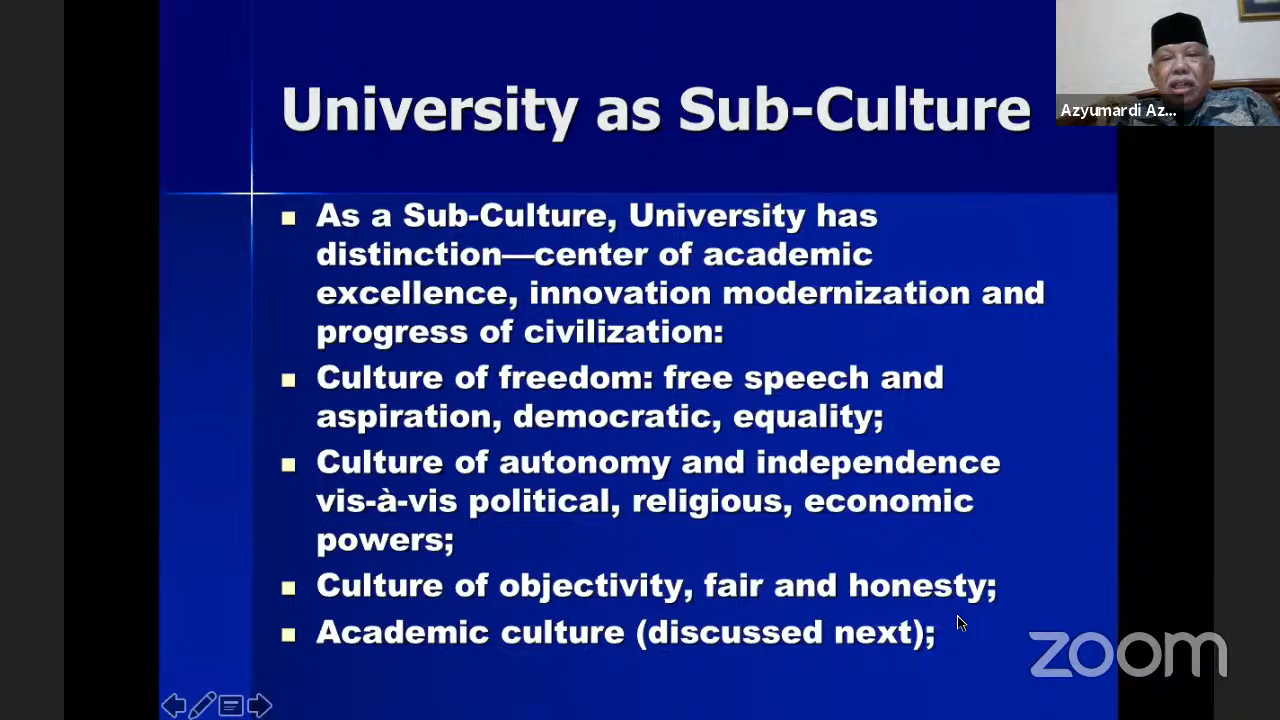 University as Sub-Culture
Azyumardi Az...
As a Sub-Culture, University has
distinction—center of academic
excellence, innovation modernization and
progress of civilization:
Culture of freedom: free speech and
aspiration, democratic, equality;
Culture of autonomy and independence
vis-à-vis political, religious, economic
powers;
Culture of objectivity, fair and honesty;
Academic culture (discussed next);
zoom